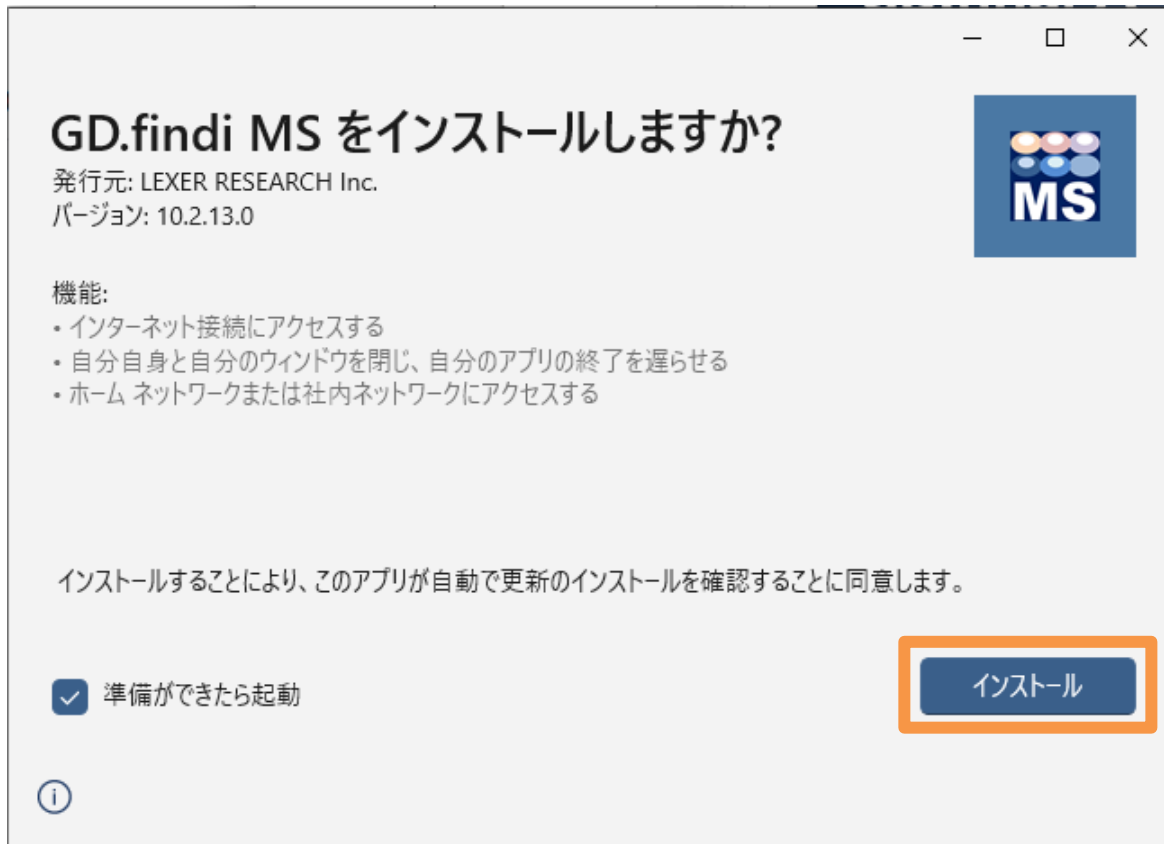 GD.findi MS をインストールしますか?
発行元: LEXER RESEARCH Inc.
バージョン: 10.2.13.0
MS
機能:
• インターネット接続にアクセスする
• 自分自身と自分のウィンドウを閉じ、自分のアプリの終了を遅らせる
• ホーム ネットワークまたは社内ネットワークにアクセスする
インストールすることにより、このアプリが自動で更新のインストールを確認することに同意します。
準備ができたら起動
インストール